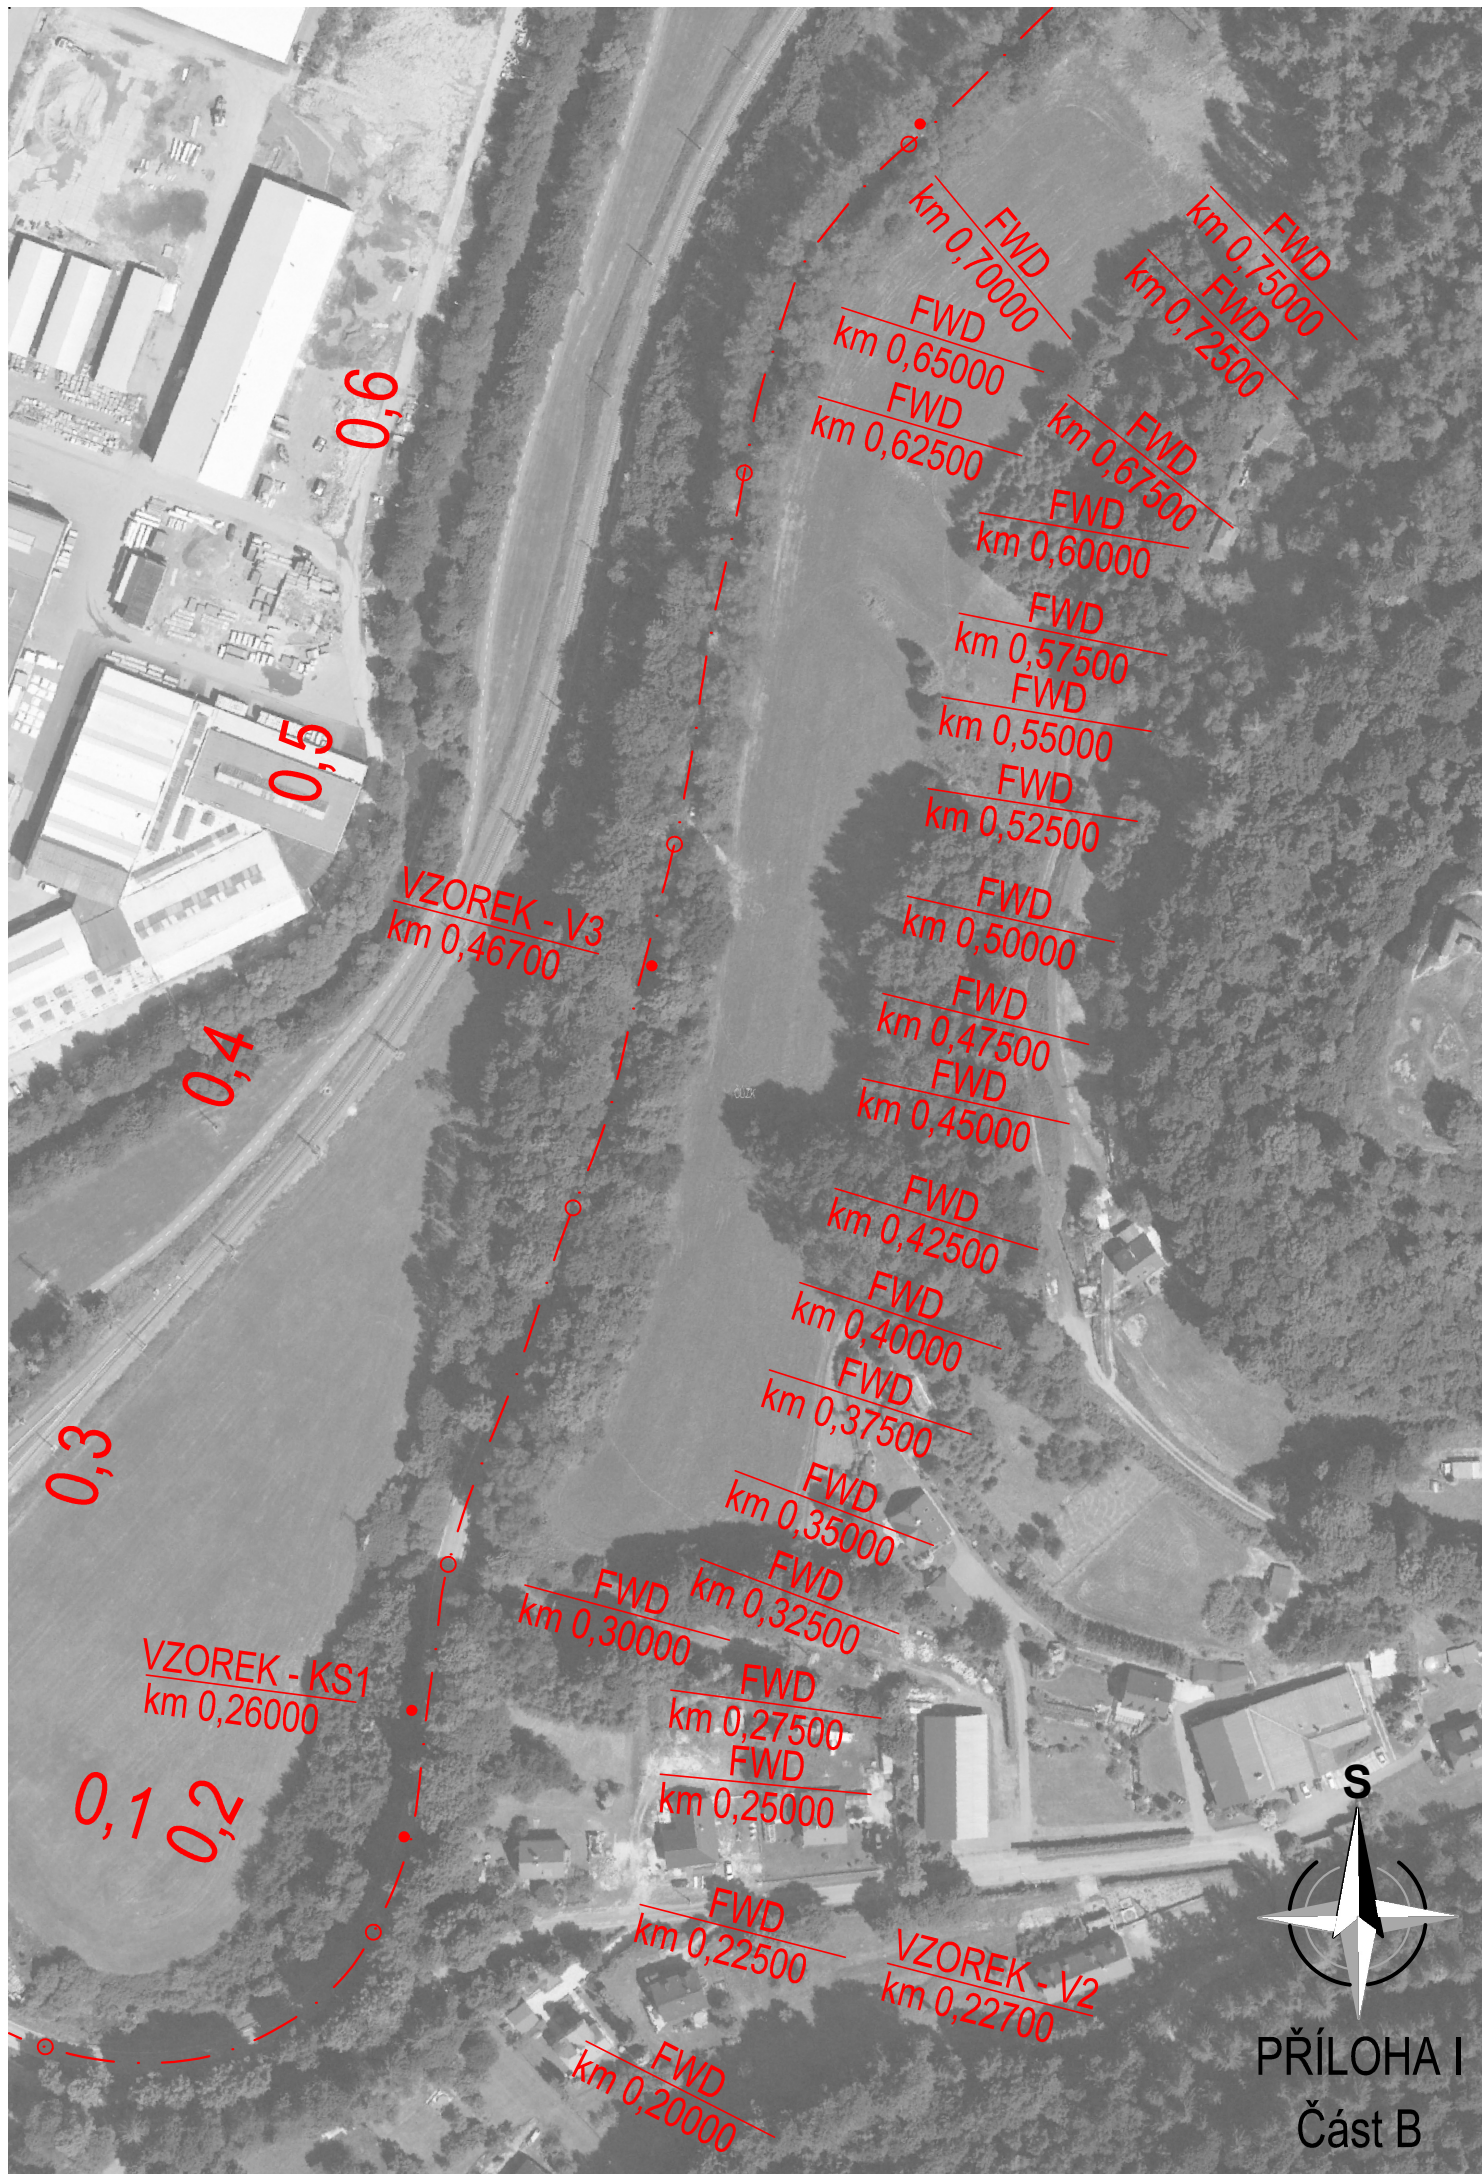 FWD
km 0,75000
FWD
km 0,70000
FWD
km 0,72500
FWD
km 0,65000
0,6
FWD
km 0,62500
FWD
km 0,67500
FWD
km 0,60000
FWD
km 0,57500
FWD
km 0,55000
0,5
FWD
km 0,52500
VZOREK - V3
km 0,46700
FWD
km 0,50000
FWD
km 0,47500
0,4
ČÚZK
FWD
km 0,45000
FWD
km 0,42500
FWD
km 0,40000
FWD
km 0,37500
0,3
FWD
km 0,35000
FWD
km 0,32500
FWD
km 0,30000
VZOREK - KS1
km 0,26000
FWD
km 0,27500
FWD
km 0,25000
0,1
0,2
S
FWD
km 0,22500
VZOREK - V2
km 0,22700
FWD
km 0,20000
PŘÍLOHA I
Část B